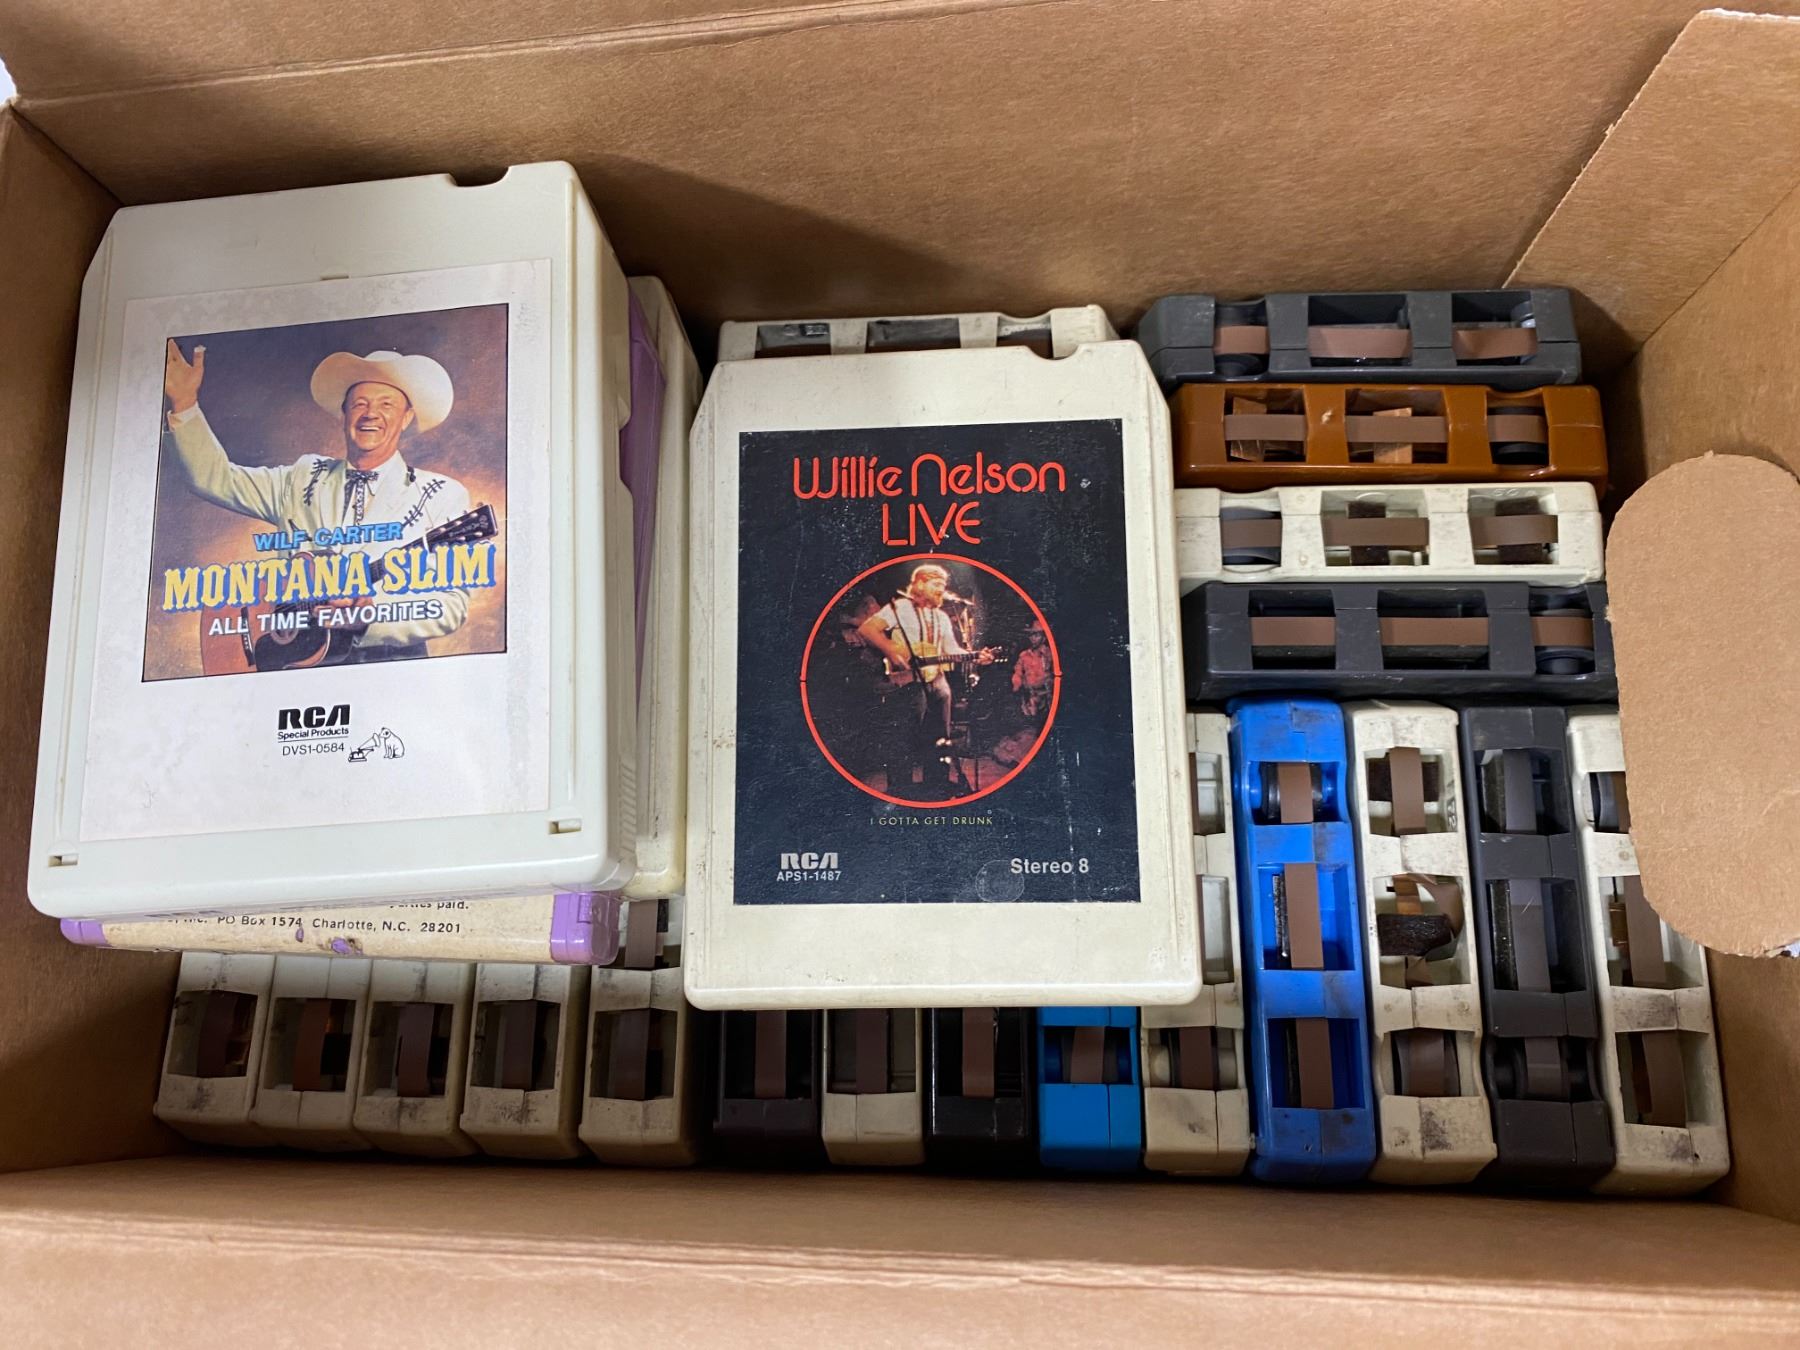 WILF CARTER
MONTANA SLIM
ALL TIME FAVORITES
RCA
Special Products
DVS1-0584
paid.
PO Box 1574 Charlotte, N.C. 28201
Willie Nelson
LIVE
I GOTTA GET DRUNK
RCA
APS1-1487
Stereo 8